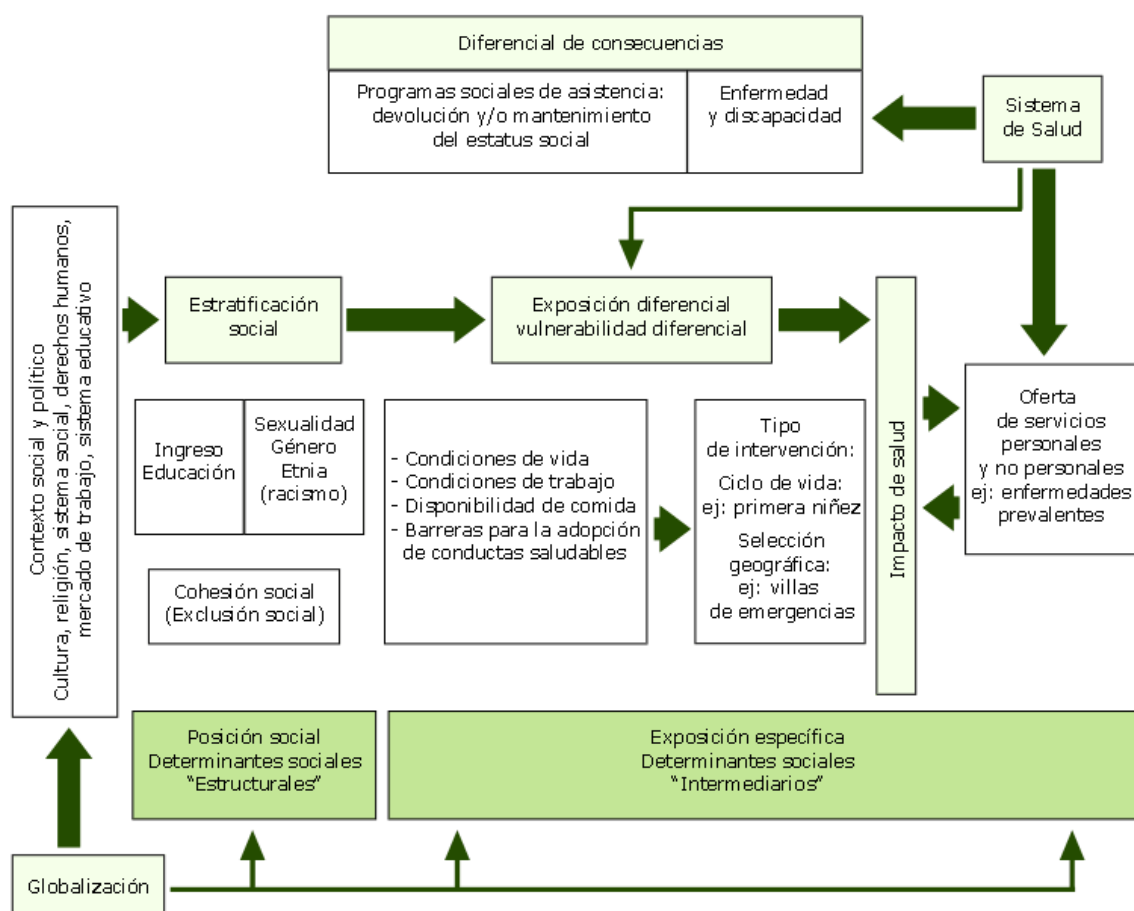 Diferencial de consecuencias
Programas sociales de asistencia:
devolución y/o mantenimiento
del estatus social
Enfermedad
y discapacidad
Sistema
de Salud
Contexto social y político
Cultura, religión, sistema social, derechos humanos,
mercado de trabajo, sistema educativo
Estratificación
social
Exposición diferencial
vulnerabilidad diferencial
Impacto de salud
Ingreso
Educación
Sexualidad
Género
Etnia
(racismo)
Cohesión social
(Exclusión social)
- Condiciones de vida
- Condiciones de trabajo
- Disponibilidad de comida
- Barreras para la adopción
de conductas saludables
Tipo
de intervención:
Ciclo de vida:
ej: primera niñez
Selección
geográfica:
ej: villas
de emergencias
Oferta
de servicios
personales
y no personales
ej: enfermedades
prevalentes
Posición social
Determinantes sociales
"Estructurales"
Exposición específica
Determinantes sociales
"Intermediarios"
Globalización